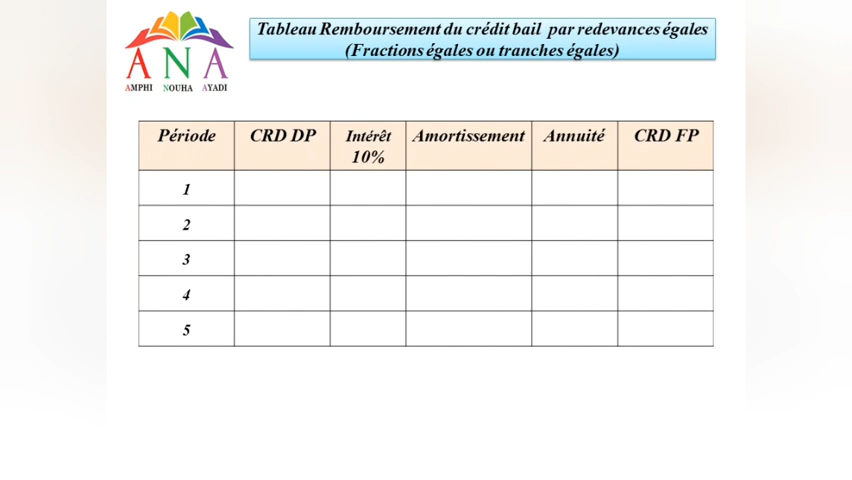 ANA
AMPHI NOUHA AYADI
Tableau Remboursement du crédit bail par redevances égales
(Fractions égales ou tranches égales)
Période CRD DP Intérêt 10% Amortissement Annuité CRD FP
1
2
3
4
5